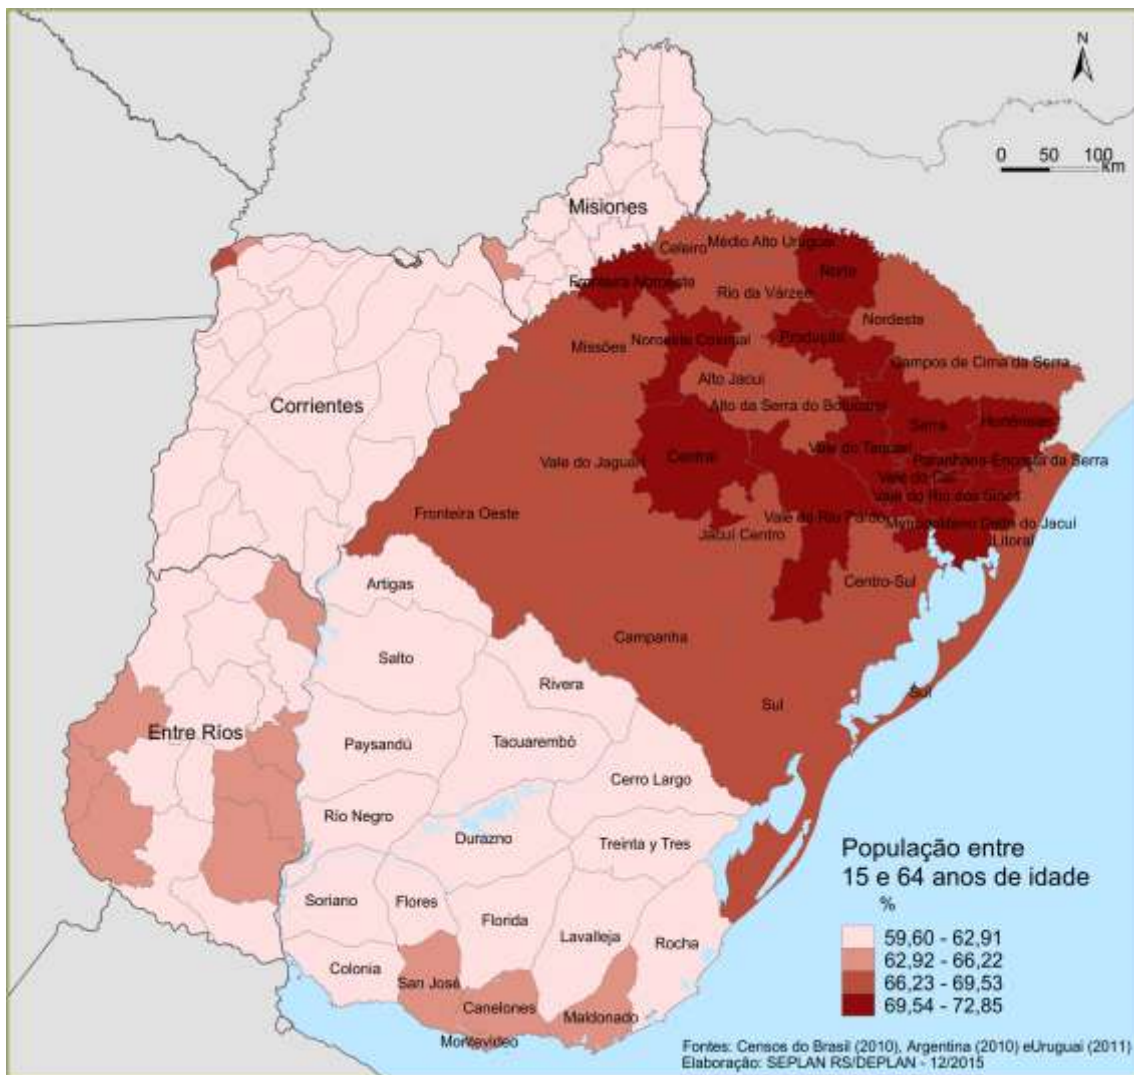 N
0 50 100
km
Misiones
Médio Alto Uruguai
Celeiro
Norte
Fronteira Noroeste
Rio da Várzea
Nordeste
Missões
Noroeste Colonial
Produção
Campos de Cima da Serra
Alto Jacuí
Corrientes
Alto da Serra do Botucaraí
Serra
Hortênsias
Vale do Taquari
Vale do Jaguari
Central
Paranhana-Encosta da Serra
Vale do Caí
Vale do Rio dos Sinos
Fronteira Oeste
Vale do Rio Pardo
Metropolitano Delta do Jacuí
Jacuí Centro
Litoral
Artigas
Centro-Sul
Campanha
Salto
Rivera
Sul
Sul
Entre Ríos
Paysandú
Tacuarembò
Cerro Largo
Río Negro
Durazno
Treinta y Tres
Soriano
Flores
Florida
Lavalleja
Rocha
Colonia
San José
Canelones
Maldonado
Montevideo
População entre
15 e 64 anos de idade
%
59,60 - 62,91
62,92 - 66,22
66,23 - 69,53
69,54 - 72,85
Fontes: Censos do Brasil (2010), Argentina (2010) eUruguai (2011)
Elaboração: SEPLAN RS/DEPLAN - 12/2015